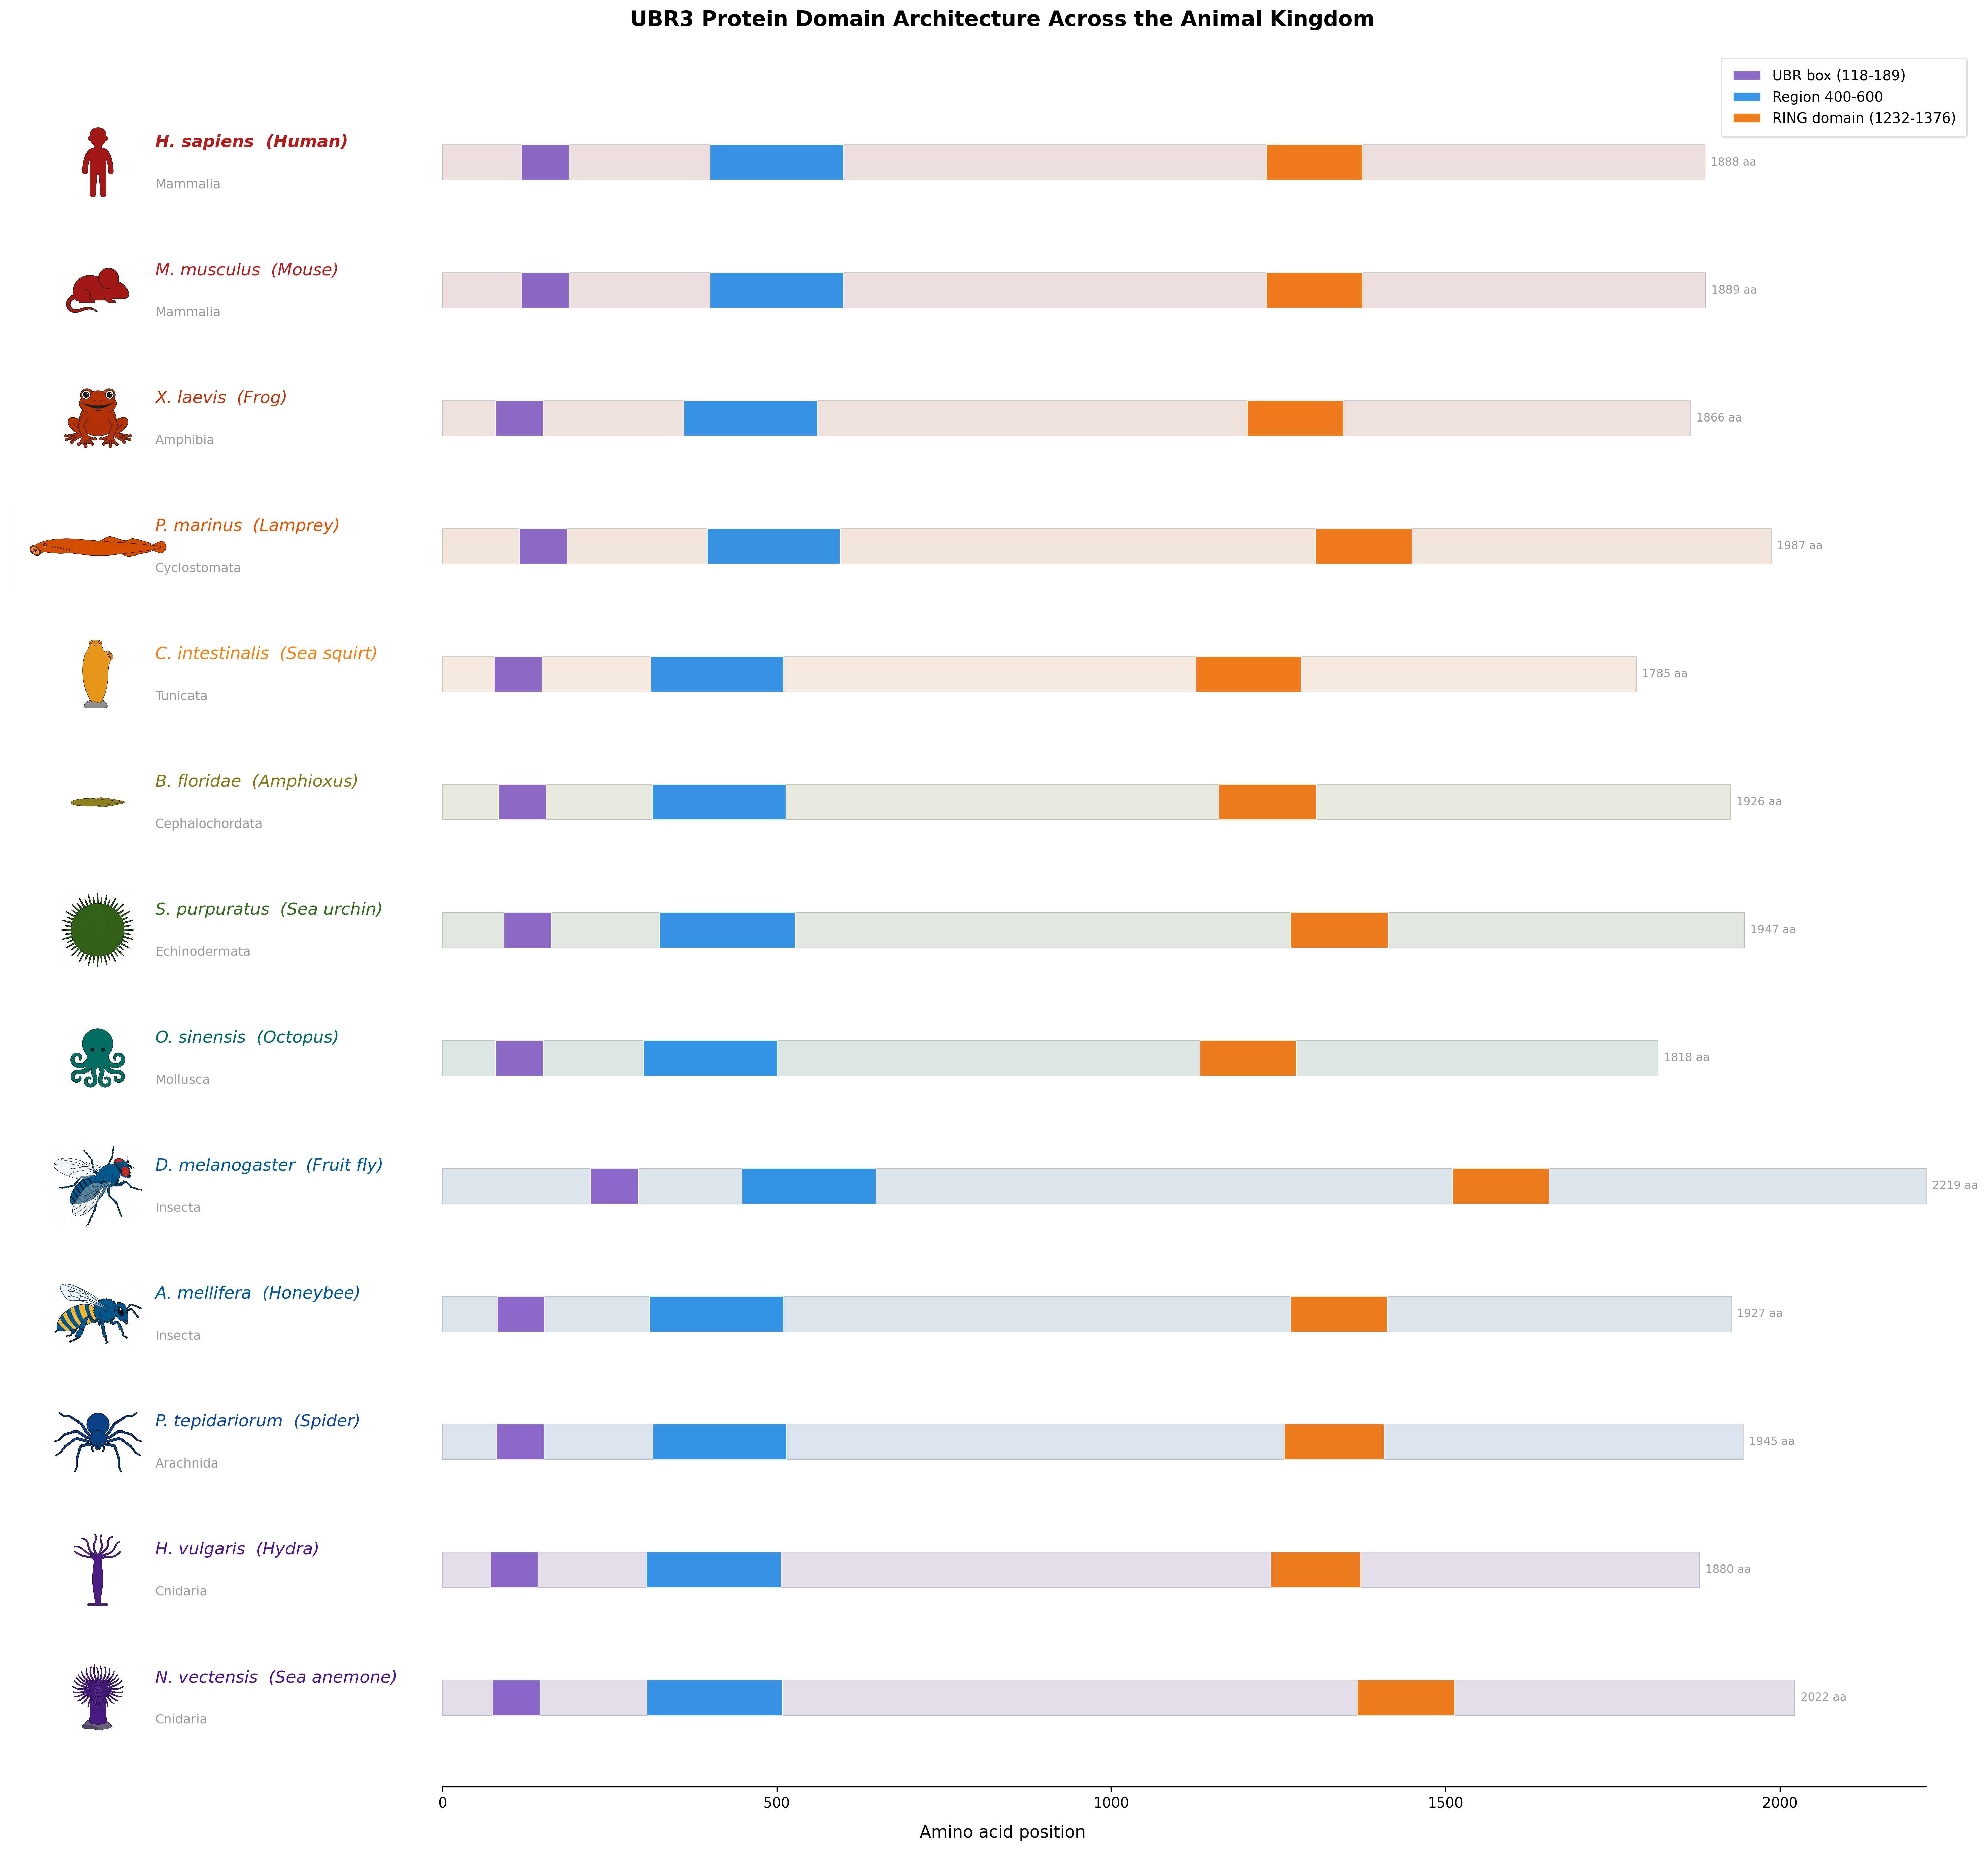 UBR3 Protein Domain Architecture Across the Animal Kingdom
UBR box (118-189)
Region 400-600
RING domain (1232-1376)
H. sapiens (Human)
Mammalia
1888 aa
M. musculus (Mouse)
Mammalia
1889 aa
X. laevis (Frog)
Amphibia
1866 aa
P. marinus (Lamprey)
Cyclostomata
1987 aa
C. intestinalis (Sea squirt)
Tunicata
1785 aa
B. floridae (Amphioxus)
Cephalochordata
1926 aa
S. purpuratus (Sea urchin)
Echinodermata
1947 aa
O. sinensis (Octopus)
Mollusca
1818 aa
D. melanogaster (Fruit fly)
Insecta
2219 aa
A. mellifera (Honeybee)
Insecta
1927 aa
P. tepidariorum (Spider)
Arachnida
1945 aa
H. vulgaris (Hydra)
Cnidaria
1880 aa
N. vectensis (Sea anemone)
Cnidaria
2022 aa
0 500 1000 1500 2000
Amino acid position